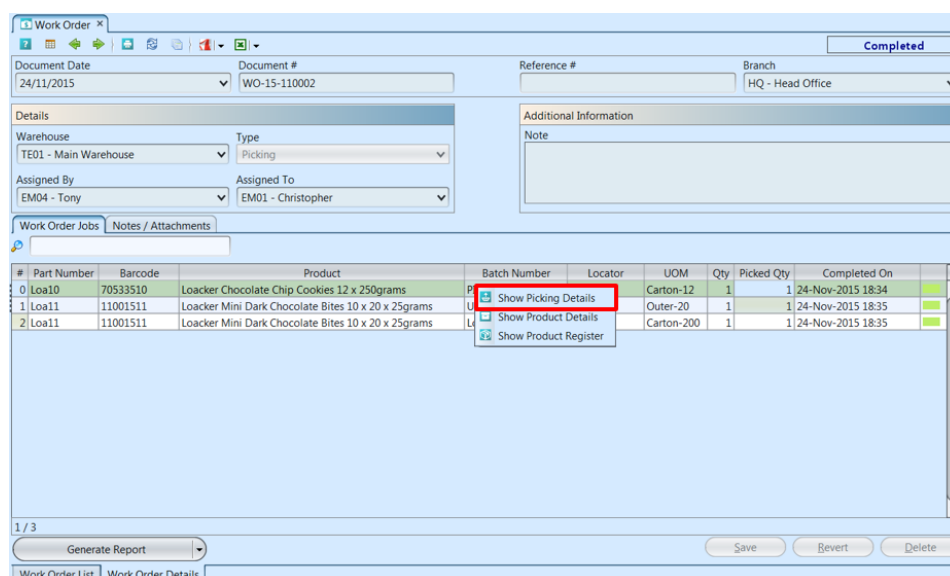 Work Order
Completed
Document Date Document # Reference # Branch
24/11/2015 WO-15-110002 HQ - Head Office
Details Additional Information
Warehouse Type Note
TE01 - Main Warehouse Picking
Assigned By Assigned To
EM04 - Tony EM01 - Christopher
Work Order Jobs Notes / Attachments
# Part Number Barcode Product Batch Number Locator UOM Qty Picked Qty Completed On
0 Loa10 70533510 Loacker Chocolate Chip Cookies 12 x 250grams Carton-12 1 1 24-Nov-2015 18:34
Show Picking Details
1 Loa11 11001511 Loacker Mini Dark Chocolate Bites 10 x 20 x 25grams Outer-20 1 1 24-Nov-2015 18:35
Show Product Details
2 Loa11 11001511 Loacker Mini Dark Chocolate Bites 10 x 20 x 25grams Carton-200 1 1 24-Nov-2015 18:35
Show Product Register
1 / 3
Generate Report Save Revert Delete
Work Order List Work Order Details